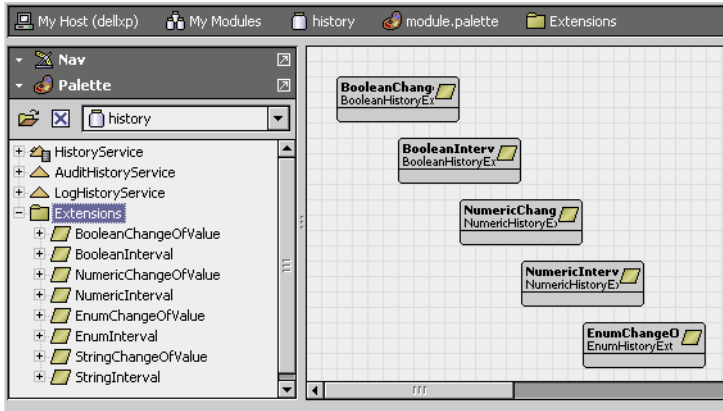 My Host (dellxp) My Modules history module.palette Extensions
Nav
Palette
history
HistoryService
AuditHistoryService
LogHistoryService
Extensions
BooleanChangeOfValue
BooleanInterval
NumericChangeOfValue
NumericInterval
EnumChangeOfValue
EnumInterval
StringChangeOfValue
StringInterval
BooleanChang
BooleanHistoryEx
BooleanInterv
BooleanHistoryEx
NumericChang
NumericHistoryEx
NumericInterv
NumericHistoryEx
EnumChangeO
EnumHistoryExt